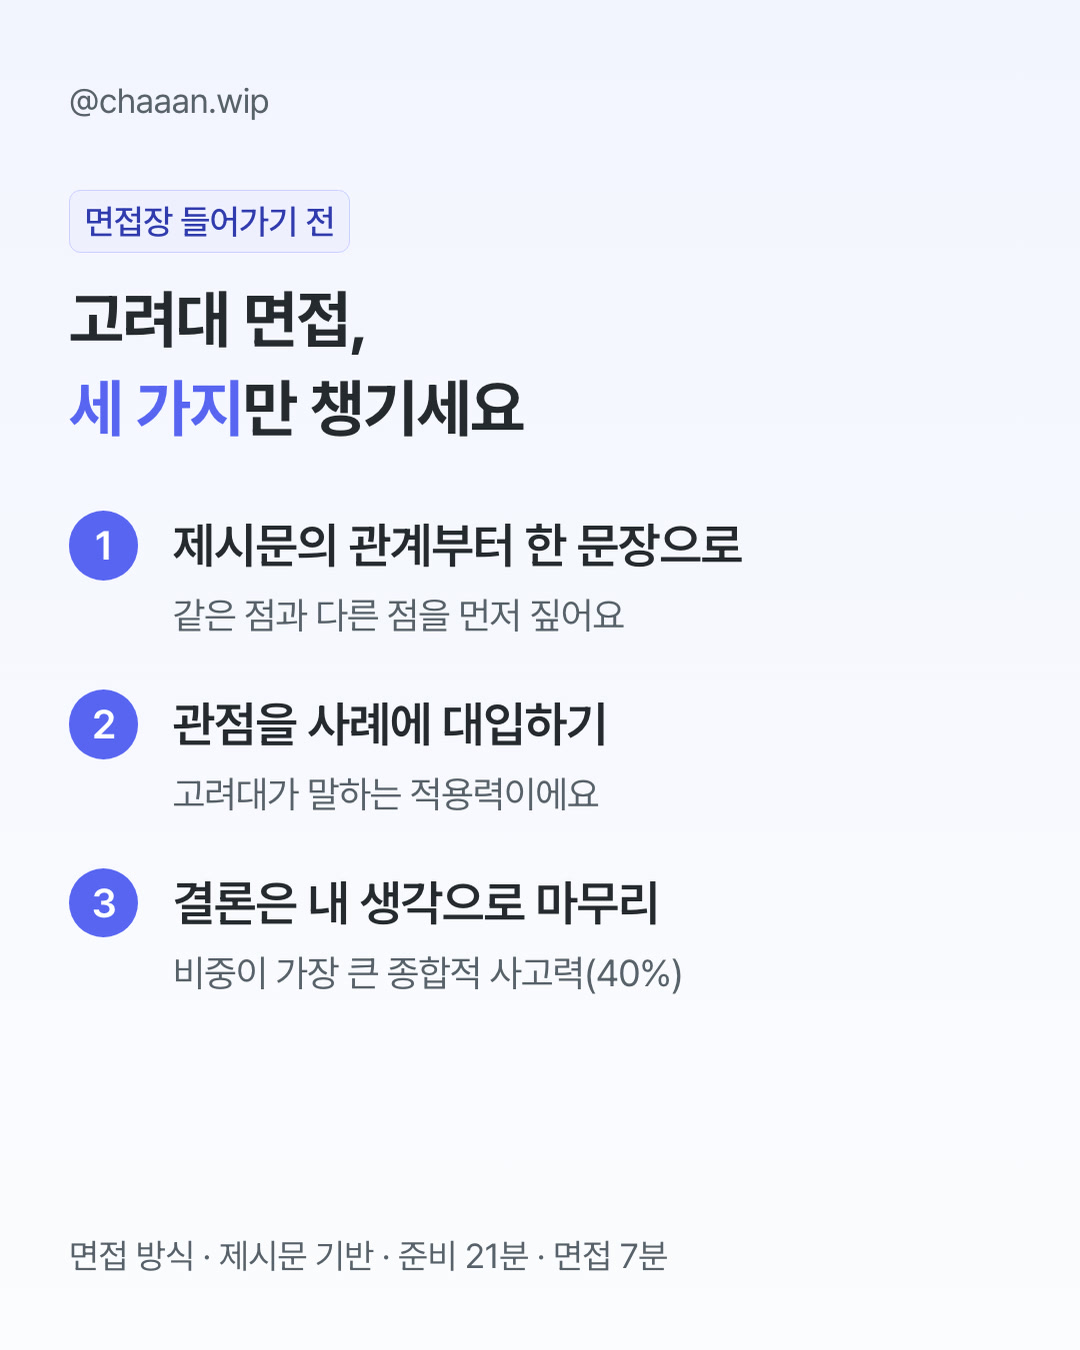 @chaaan.wip
면접장 들어가기 전
고려대 면접,
세 가지만 챙기세요
1 제시문의 관계부터 한 문장으로
같은 점과 다른 점을 먼저 짚어요
2 관점을 사례에 대입하기
고려대가 말하는 적용력이에요
3 결론은 내 생각으로 마무리
비중이 가장 큰 종합적 사고력(40%)
면접 방식 · 제시문 기반 · 준비 21분 · 면접 7분